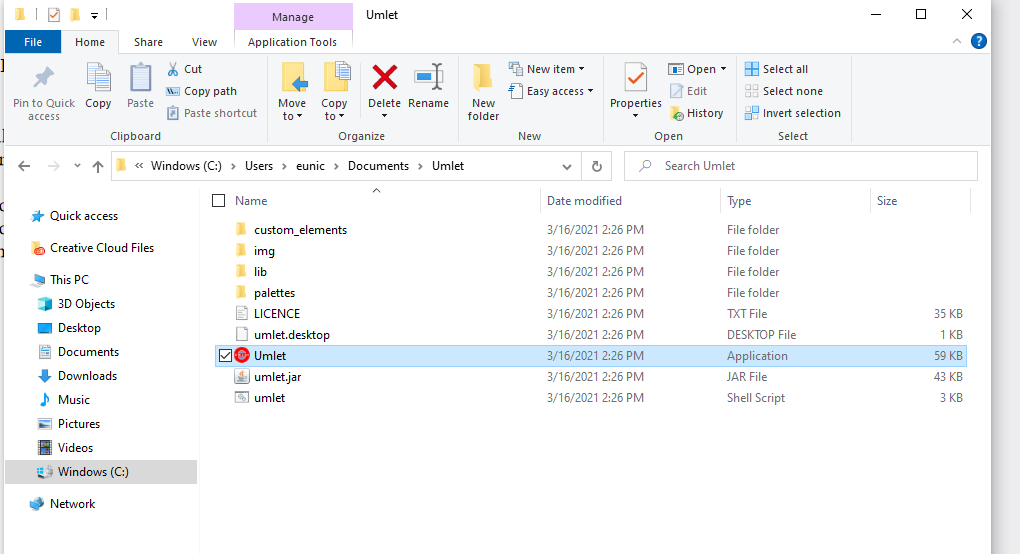 Manage Umlet
File Home Share View Application Tools
Pin to Quick access
Copy
Paste
Cut
Copy path
Paste shortcut
Clipboard
Move to
Copy to
Delete
Rename
Organize
New folder
New item
Easy access
New
Properties
Open
Edit
History
Open
Select all
Select none
Invert selection
Select
« Windows (C:) › Users › eunic › Documents › Umlet
Search Umlet
Quick access
Creative Cloud Files
This PC
3D Objects
Desktop
Documents
Downloads
Music
Pictures
Videos
Windows (C:)
Network
Name Date modified Type Size
custom_elements 3/16/2021 2:26 PM File folder
img 3/16/2021 2:26 PM File folder
lib 3/16/2021 2:26 PM File folder
palettes 3/16/2021 2:26 PM File folder
LICENCE 3/16/2021 2:26 PM TXT File 35 KB
umlet.desktop 3/16/2021 2:26 PM DESKTOP File 1 KB
Umlet 3/16/2021 2:26 PM Application 59 KB
umlet.jar 3/16/2021 2:26 PM JAR File 43 KB
umlet 3/16/2021 2:26 PM Shell Script 3 KB